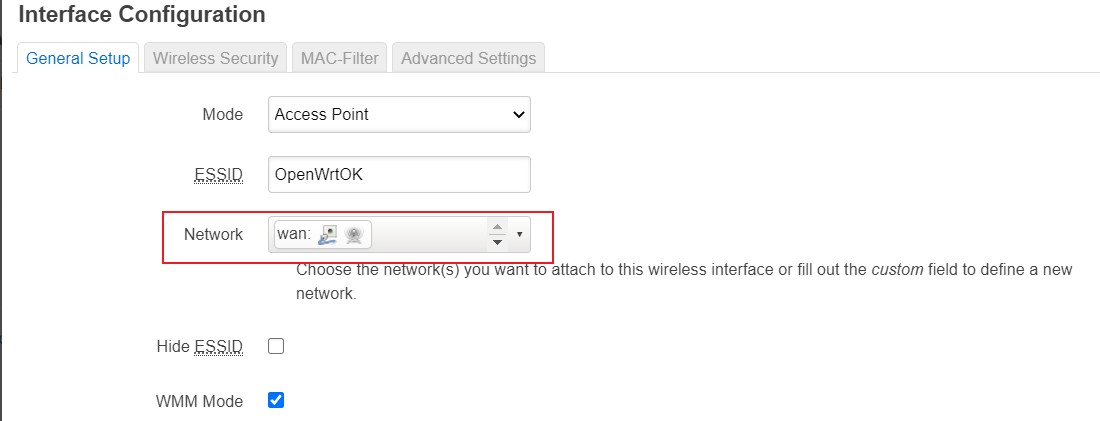 Interface Configuration
General Setup Wireless Security MAC-Filter Advanced Settings
Mode Access Point
ESSID OpenWrtOK
Network wan:
Choose the network(s) you want to attach to this wireless interface or fill out the custom field to define a new
network.
Hide ESSID
WMM Mode